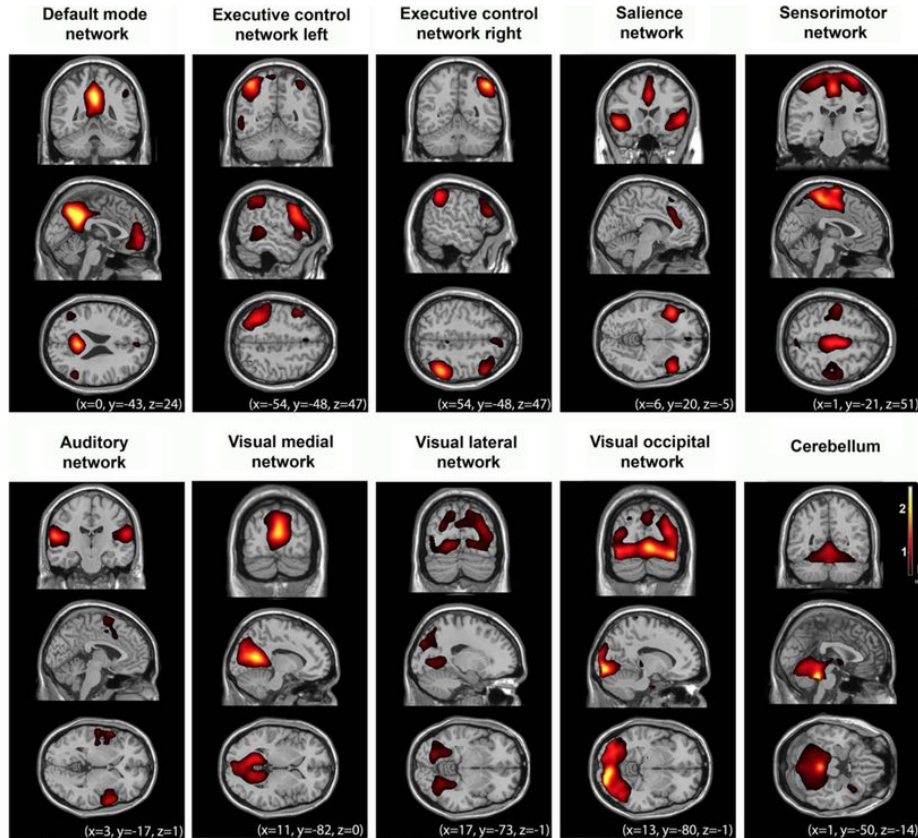 Default mode
network
Executive control
network left
Executive control
network right
Salience
network
Sensorimotor
network
(x=0, y=-43, z=24)
(x=-54, y=-48, z=47)
(x=54, y=-48, z=47)
(x=6, y=20, z=-5)
(x=1, y=-21, z=51)
Auditory
network
Visual medial
network
Visual lateral
network
Visual occipital
network
Cerebellum
2
1
(x=3, y=-17, z=1)
(x=11, y=-82, z=0)
(x=17, y=-73, z=-1)
(x=13, y=-80, z=-1)
(x=1, y=-50, z=-14)